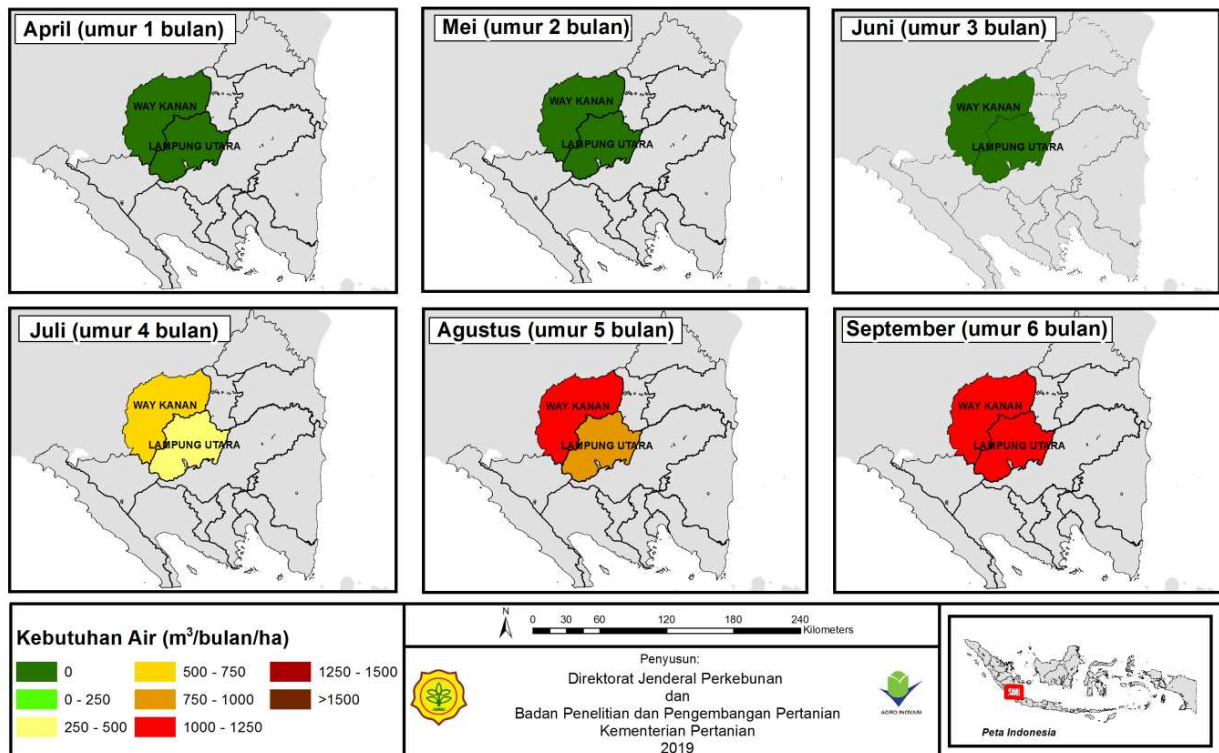 April (umur 1 bulan)
WAY KANAN
LAMPUNG UTARA
Mei (umur 2 bulan)
WAY KANAN
LAMPUNG UTARA
Juni (umur 3 bulan)
WAY KANAN
LAMPUNG UTARA
Juli (umur 4 bulan)
WAY KANAN
LAMPUNG UTARA
Agustus (umur 5 bulan)
WAY KANAN
LAMPUNG UTARA
September (umur 6 bulan)
WAY KANAN
LAMPUNG UTARA
Kebutuhan Air (m³/bulan/ha)
0
0 - 250
250 - 500
500 - 750
750 - 1000
1000 - 1250
1250 - 1500
>1500
N
0 15 30 60 120 180 240
Kilometers
Penyusun:
Direktorat Jenderal Perkebunan
dan
Badan Penelitian dan Pengembangan Pertanian
Kementerian Pertanian
2019
AGRO INOVASI
Peta Indonesia